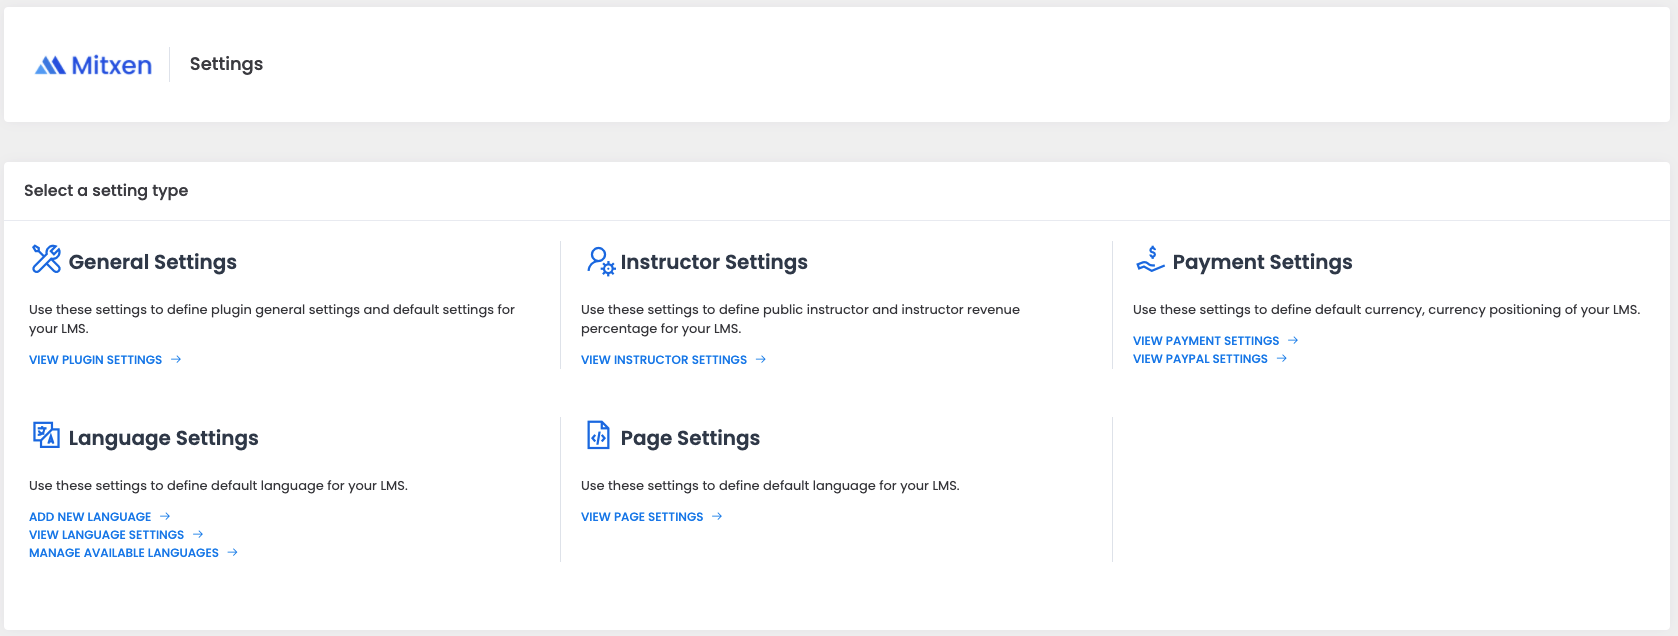 Mitxen
Settings
Select a setting type
General Settings
Use these settings to define plugin general settings and default settings for
your LMS.
VIEW PLUGIN SETTINGS
Instructor Settings
Use these settings to define public instructor and instructor revenue
percentage for your LMS.
VIEW INSTRUCTOR SETTINGS
Payment Settings
Use these settings to define default currency, currency positioning of your LMS.
VIEW PAYMENT SETTINGS
VIEW PAYPAL SETTINGS
Language Settings
Use these settings to define default language for your LMS.
ADD NEW LANGUAGE
VIEW LANGUAGE SETTINGS
MANAGE AVAILABLE LANGUAGES
Page Settings
Use these settings to define default language for your LMS.
VIEW PAGE SETTINGS